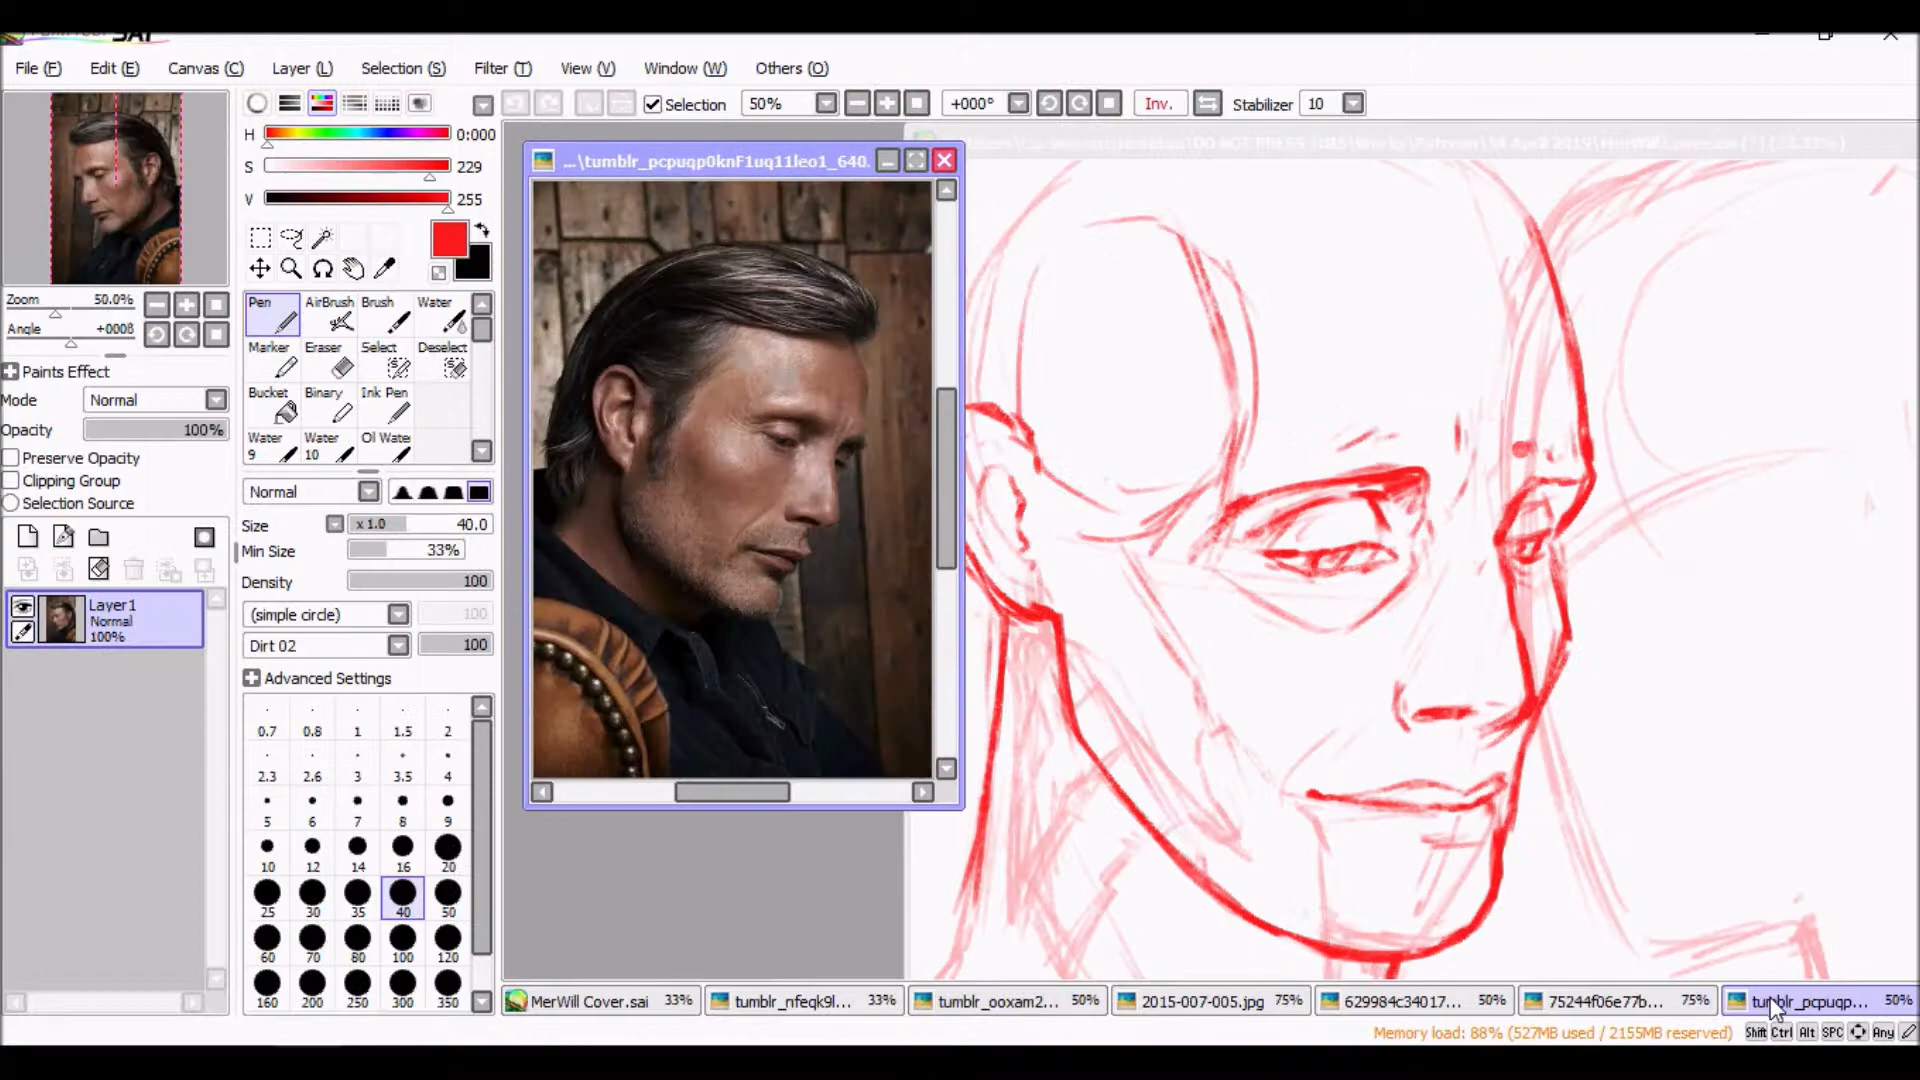 SAI
File (F) Edit (E) Canvas (C) Layer (L) Selection (S) Filter (T) View (V) Window (W) Others (O)
Selection 50% +000° Inv. Stabilizer 10
H 0:000
S 229
V 255
...\tumblr_pcpuqp0knF1uq11leo1_640.
Zoom 50.0%
Angle +000ß
Paints Effect
Mode Normal
Opacity 100%
Preserve Opacity
Clipping Group
Selection Source
Layer1
Normal
100%
Pen AirBrush Brush Water
Marker Eraser Select Deselect
Bucket Binary Ink Pen
Water 9 Water 10 Oil Wate
Normal
Size x 1.0 40.0
Min Size 33%
Density 100
(simple circle) 100
Dirt 02 100
Advanced Settings
0.7 0.8 1 1.5 2
2.3 2.6 3 3.5 4
5 6 7 8 9
10 12 14 16 20
25 30 35 40 50
60 70 80 100 120
160 200 250 300 350
MerWill Cover.sai 33% tumblr_nfeqk9l... 33% tumblr_ooxam2... 50% 2015-007-005.jpg 75% 629984c34017... 50% 75244f06e77b... 75% tumblr_pcpuqp... 50%
Memory load: 88% (527MB used / 2155MB reserved) Shift Ctrl Alt SPC Any